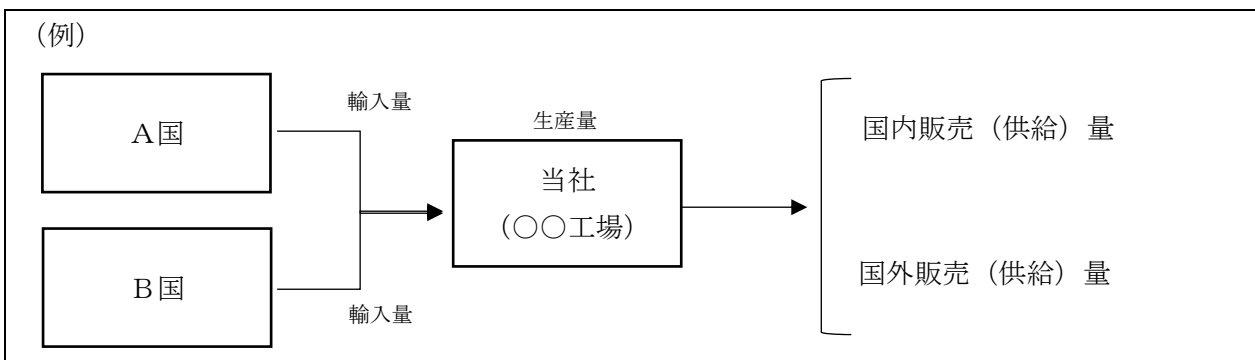 （例）
A国
輸入量
生産量
当社
（○○工場）
国内販売（供給）量
B国
輸入量
国外販売（供給）量